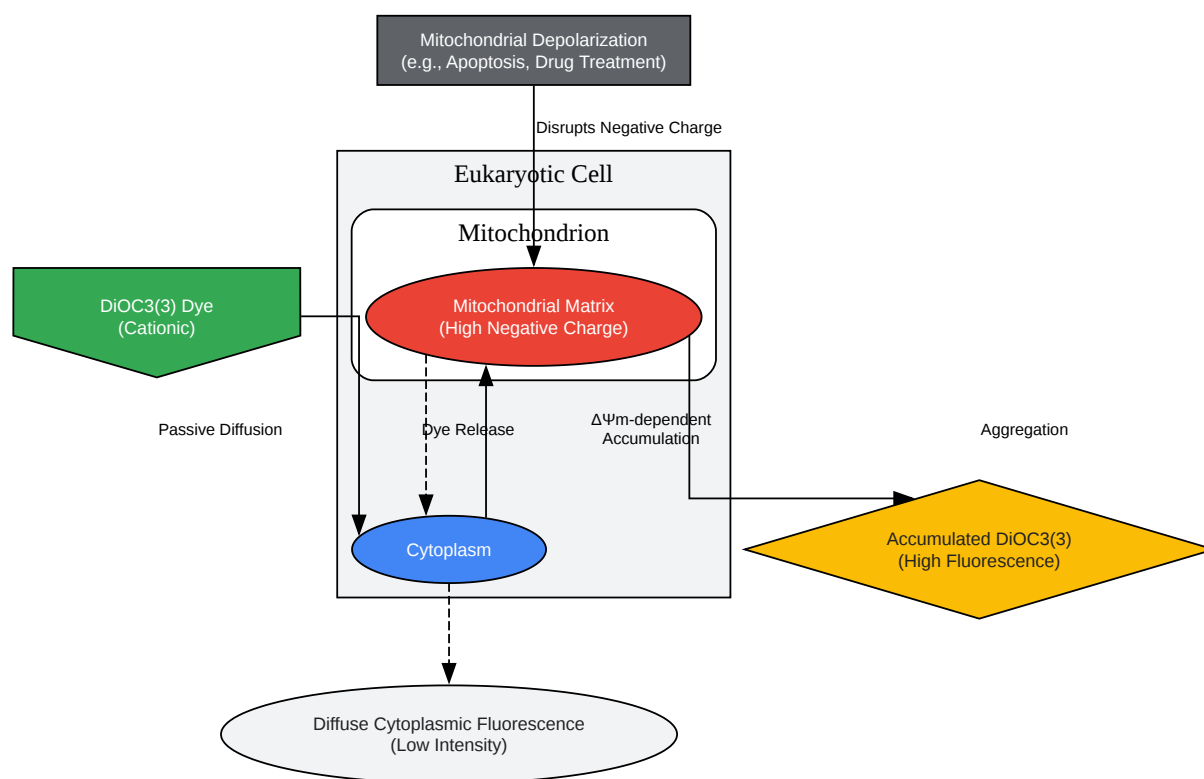 Mitochondrial Depolarization
(e.g., Apoptosis, Drug Treatment)
Disrupts Negative Charge
Eukaryotic Cell
Mitochondrion
DiOC3(3) Dye
(Cationic)
Mitochondrial Matrix
(High Negative Charge)
Passive Diffusion
Dye Release
ΔΨm-dependent
Accumulation
Aggregation
Cytoplasm
Accumulated DiOC3(3)
(High Fluorescence)
Diffuse Cytoplasmic Fluorescence
(Low Intensity)